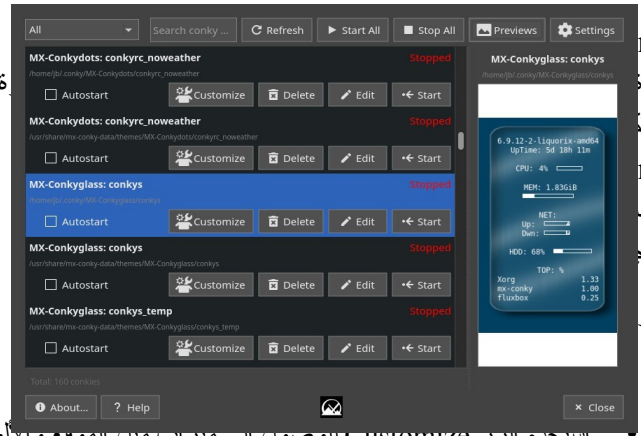 All
Search conky ...
Refresh
Start All
Stop All
Previews
Settings
MX-Conkydots: conkyrc_noweather
Stopped
/home/jb/.conky/MX-Conkydots/conkyrc_noweather
Autostart
Customize
Delete
Edit
Start
MX-Conkydots: conkyrc_noweather
Stopped
/usr/share/mx-conky-data/themes/MX-Conkydots/conkyrc_noweather
Autostart
Customize
Delete
Edit
Start
MX-Conkyglass: conkys
Stopped
/home/jb/.conky/MX-Conkyglass/conkys
Autostart
Customize
Delete
Edit
Start
MX-Conkyglass: conkys
Stopped
/usr/share/mx-conky-data/themes/MX-Conkyglass/conkys
Autostart
Customize
Delete
Edit
Start
MX-Conkyglass: conkys_temp
Stopped
/usr/share/mx-conky-data/themes/MX-Conkyglass/conkys_temp
Autostart
Customize
Delete
Edit
Start
Total: 160 conkies
About...
? Help
Close
MX-Conkyglass: conkys
/home/jb/.conky/MX-Conkyglass/conkys
6.9.12-2-liquorix-amd64
UpTime: 5d 18h 11m
CPU: 4%
MEM: 1.83GiB
NET:
Up:
Dwn:
HDD: 68%
TOP: %
Xorg 1.33
mx-conky 1.00
fluxbox 0.25